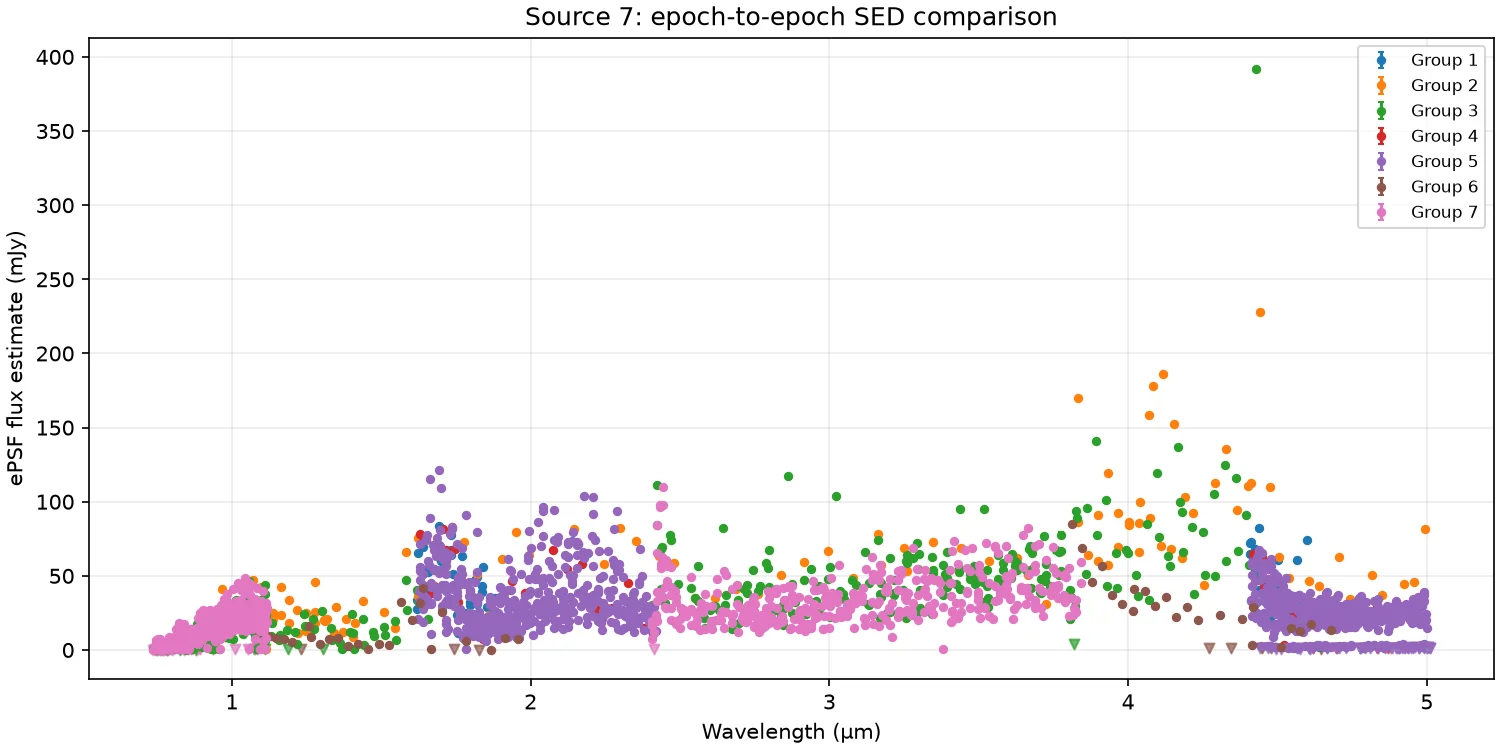 Source 7: epoch-to-epoch SED comparison
ePSF flux estimate (mJy)
400
350
300
250
200
150
100
50
0
Group 1
Group 2
Group 3
Group 4
Group 5
Group 6
Group 7
1 2 3 4 5
Wavelength (μm)